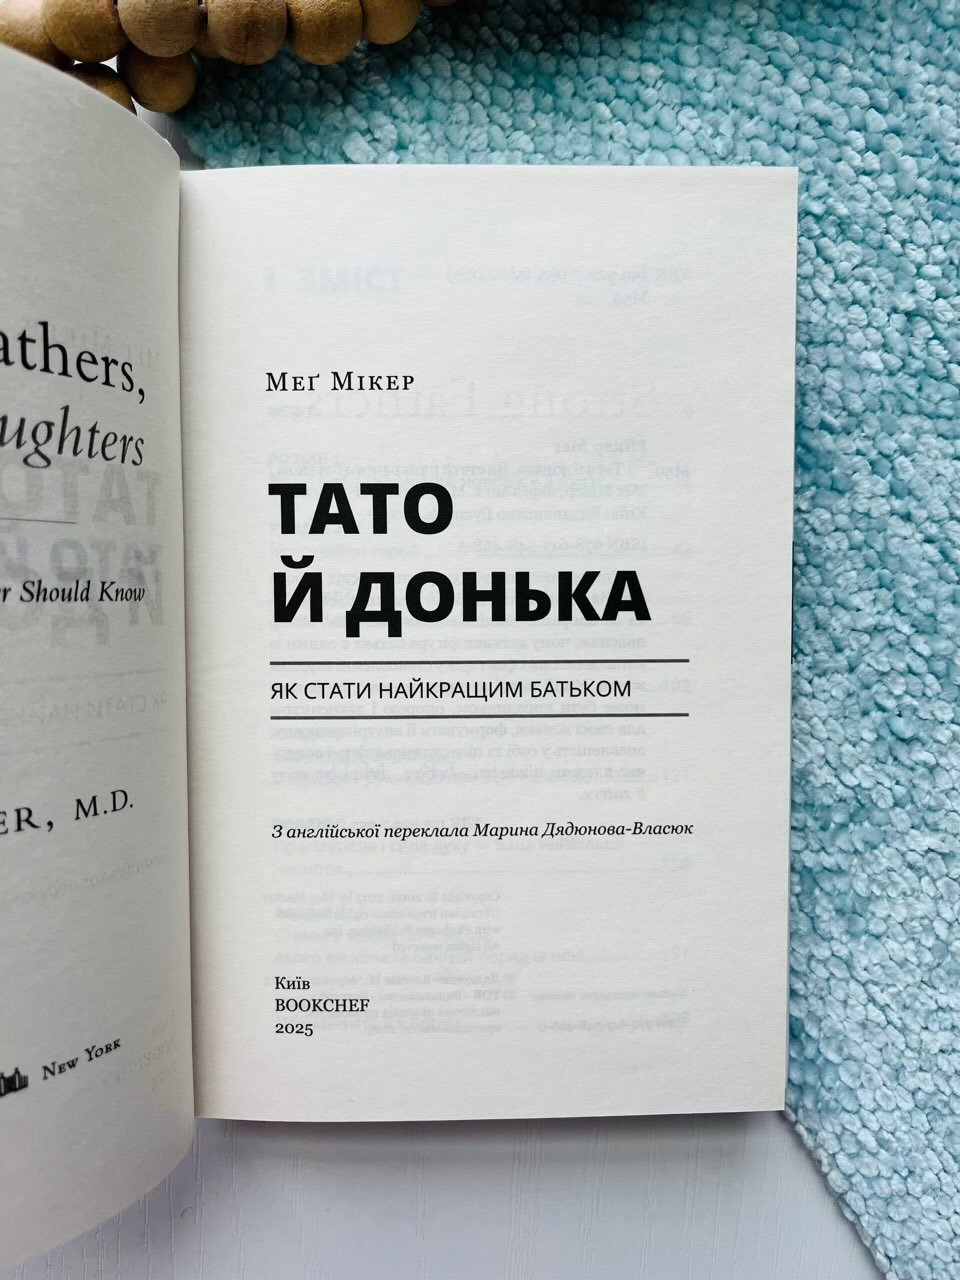 athers,
ughters
r Should Know
ER, M.D.
New York
Меґ Мікер
ТАТО
Й ДОНЬКА
ЯК СТАТИ НАЙКРАЩИМ БАТЬКОМ
З англійської переклала Марина Дядюнова-Власюк
Київ
BOOKCHEF
2025